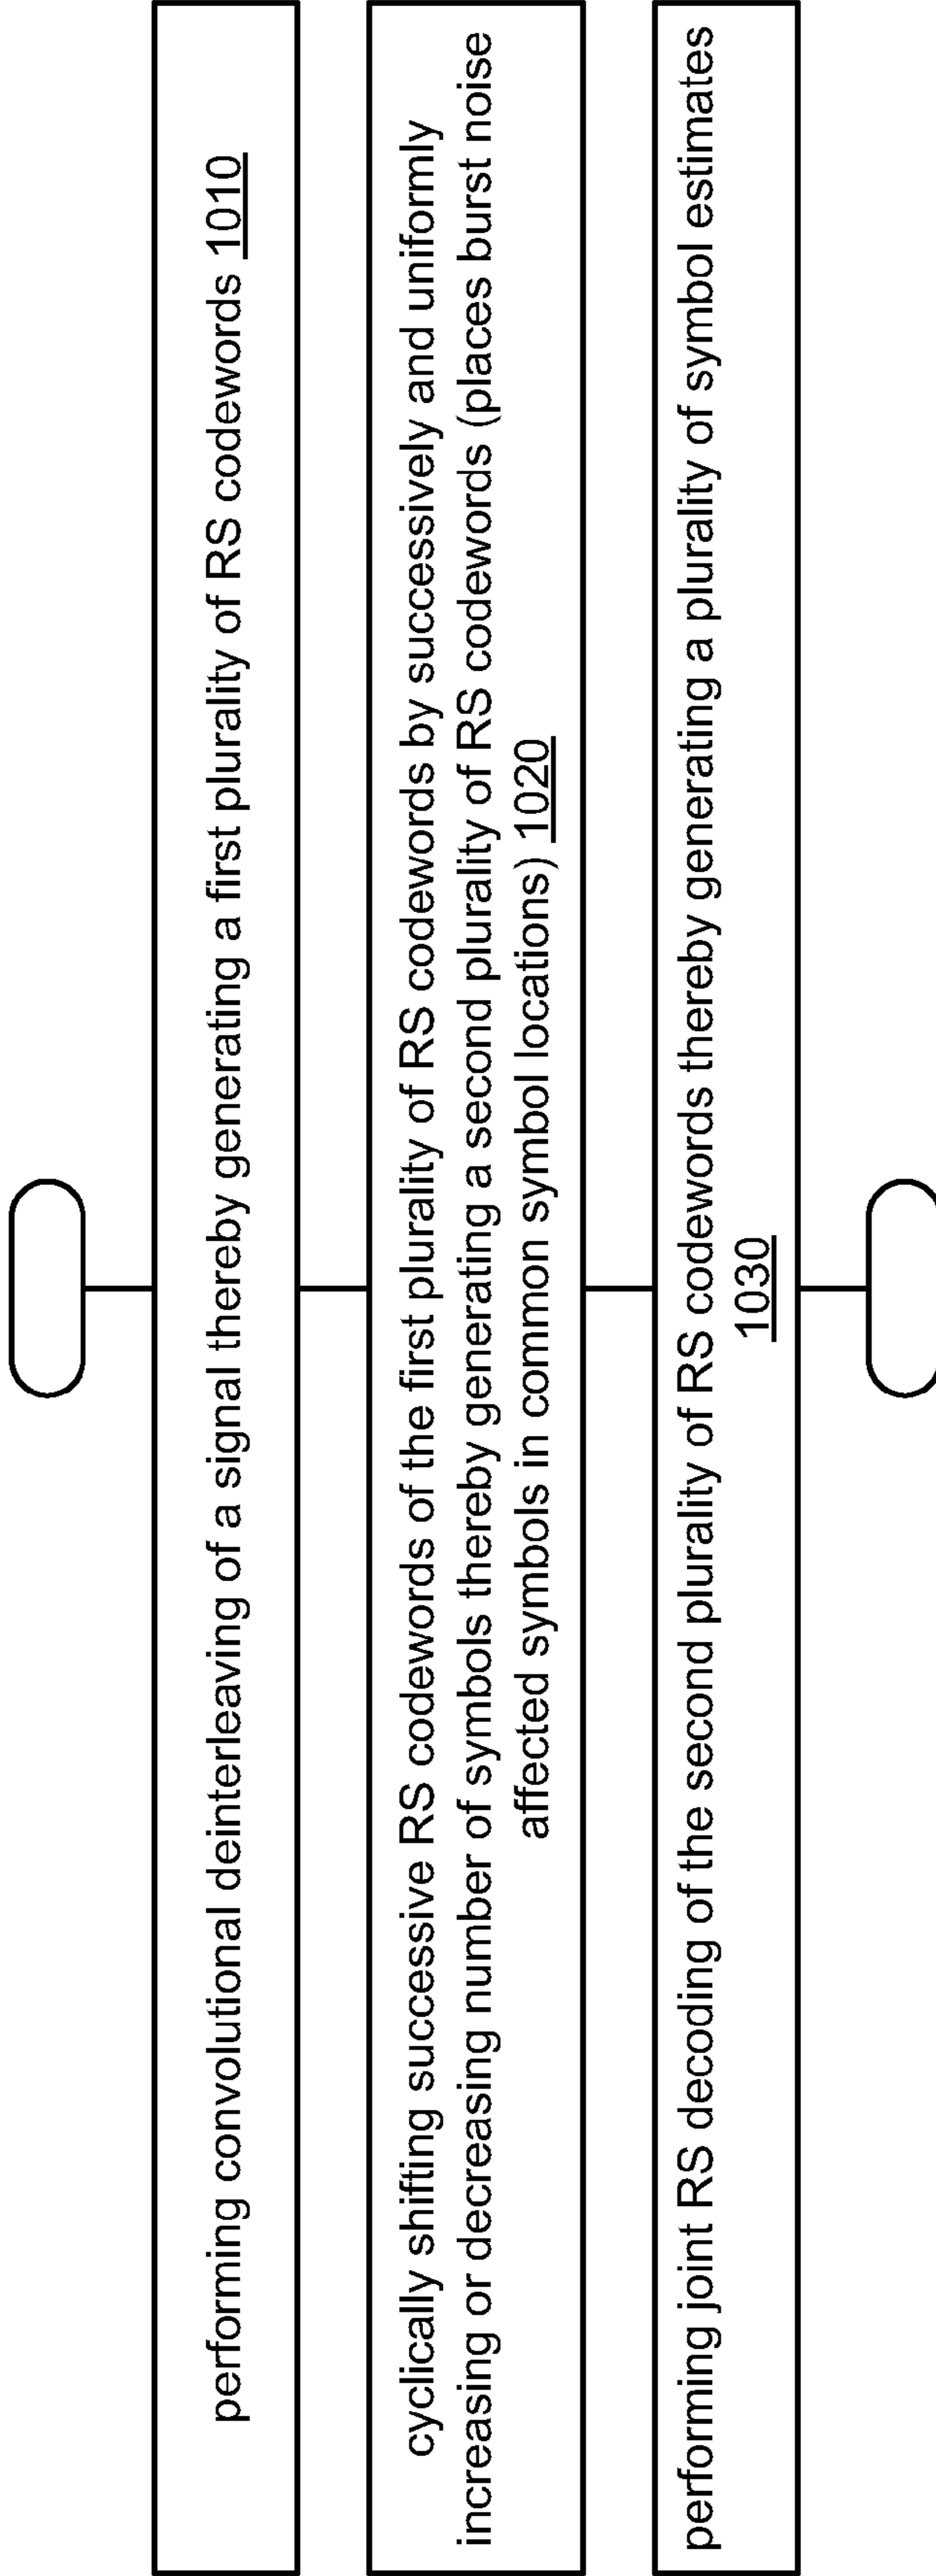 performing convolutional deinterleaving of a signal thereby generating a first plurality of RS codewords 1010
cyclically shifting successive RS codewords of the first plurality of RS codewords by successively and uniformly
increasing or decreasing number of symbols thereby generating a second plurality of RS codewords (places burst noise
affected symbols in common symbol locations) 1020
performing joint RS decoding of the second plurality of RS codewords thereby generating a plurality of symbol estimates
1030